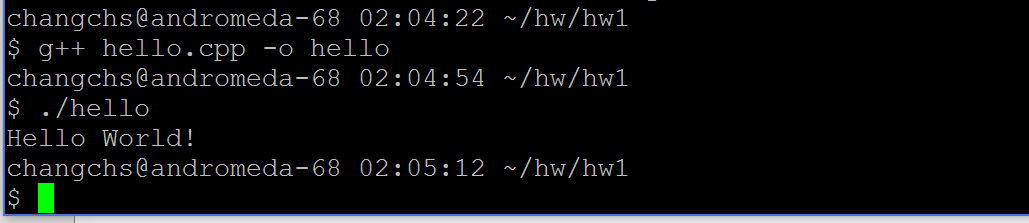 changchs@andromeda-68 02:04:22 ~/hw/hw1
$ g++ hello.cpp -o hello
changchs@andromeda-68 02:04:54 ~/hw/hw1
$ ./hello
Hello World!
changchs@andromeda-68 02:05:12 ~/hw/hw1
$